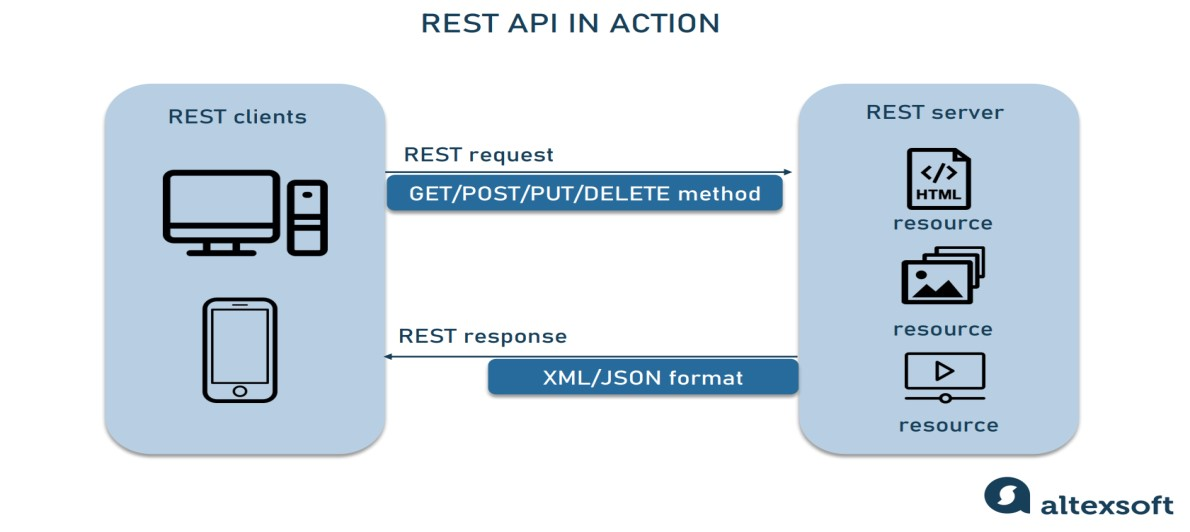 REST API IN ACTION
REST clients
REST request
GET/POST/PUT/DELETE method
REST response
XML/JSON format
REST server
</>
HTML
resource
resource
resource
altexsoft